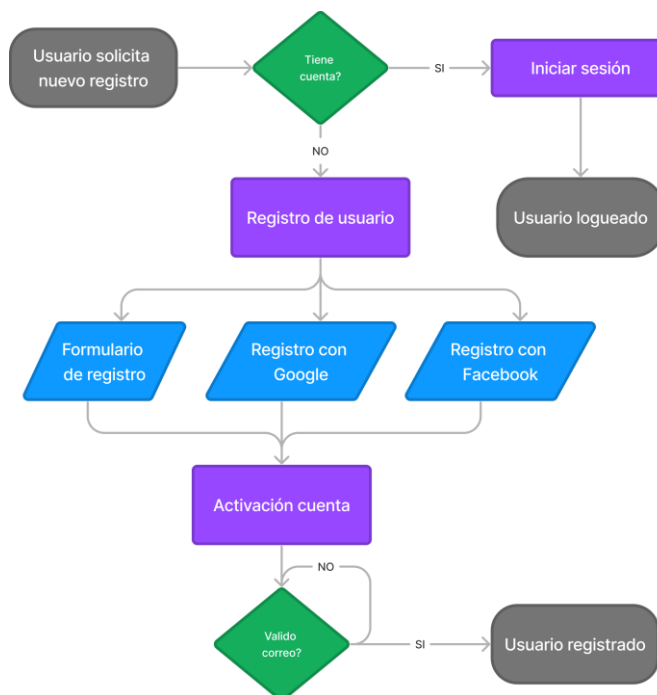 Usuario solicita
nuevo registro
Tiene
cuenta?
SI
Iniciar sesión
NO
Registro de usuario
Usuario logueado
Formulario
de registro
Registro con
Google
Registro con
Facebook
Activación cuenta
NO
Valido
correo?
SI
Usuario registrado